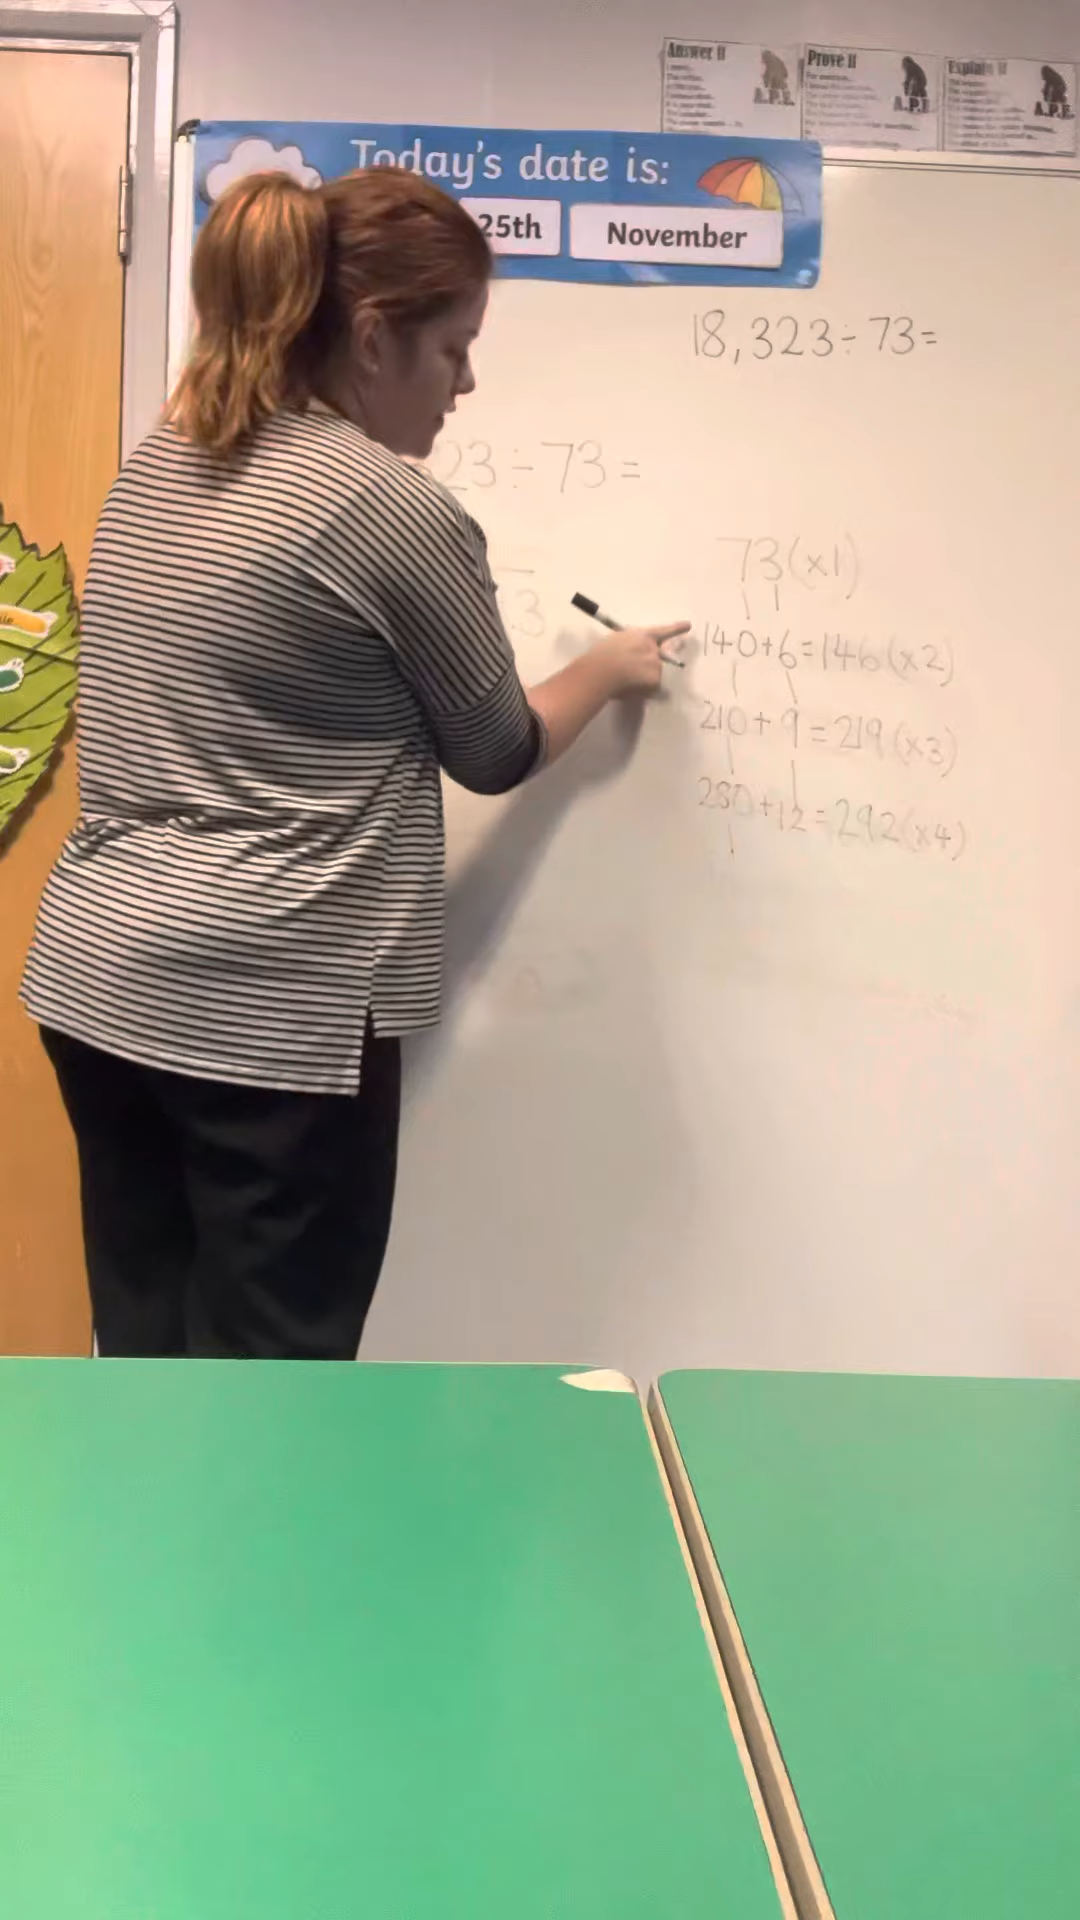 Answer it
Prove it
Explain it
A.P.E.
A.P.E.
A.P.E.
Today's date is:
25th
November
18,323÷73=
23÷73=
3
73(x1)
140+6=146(x2)
210+9=219(x3)
280+12=292(x4)